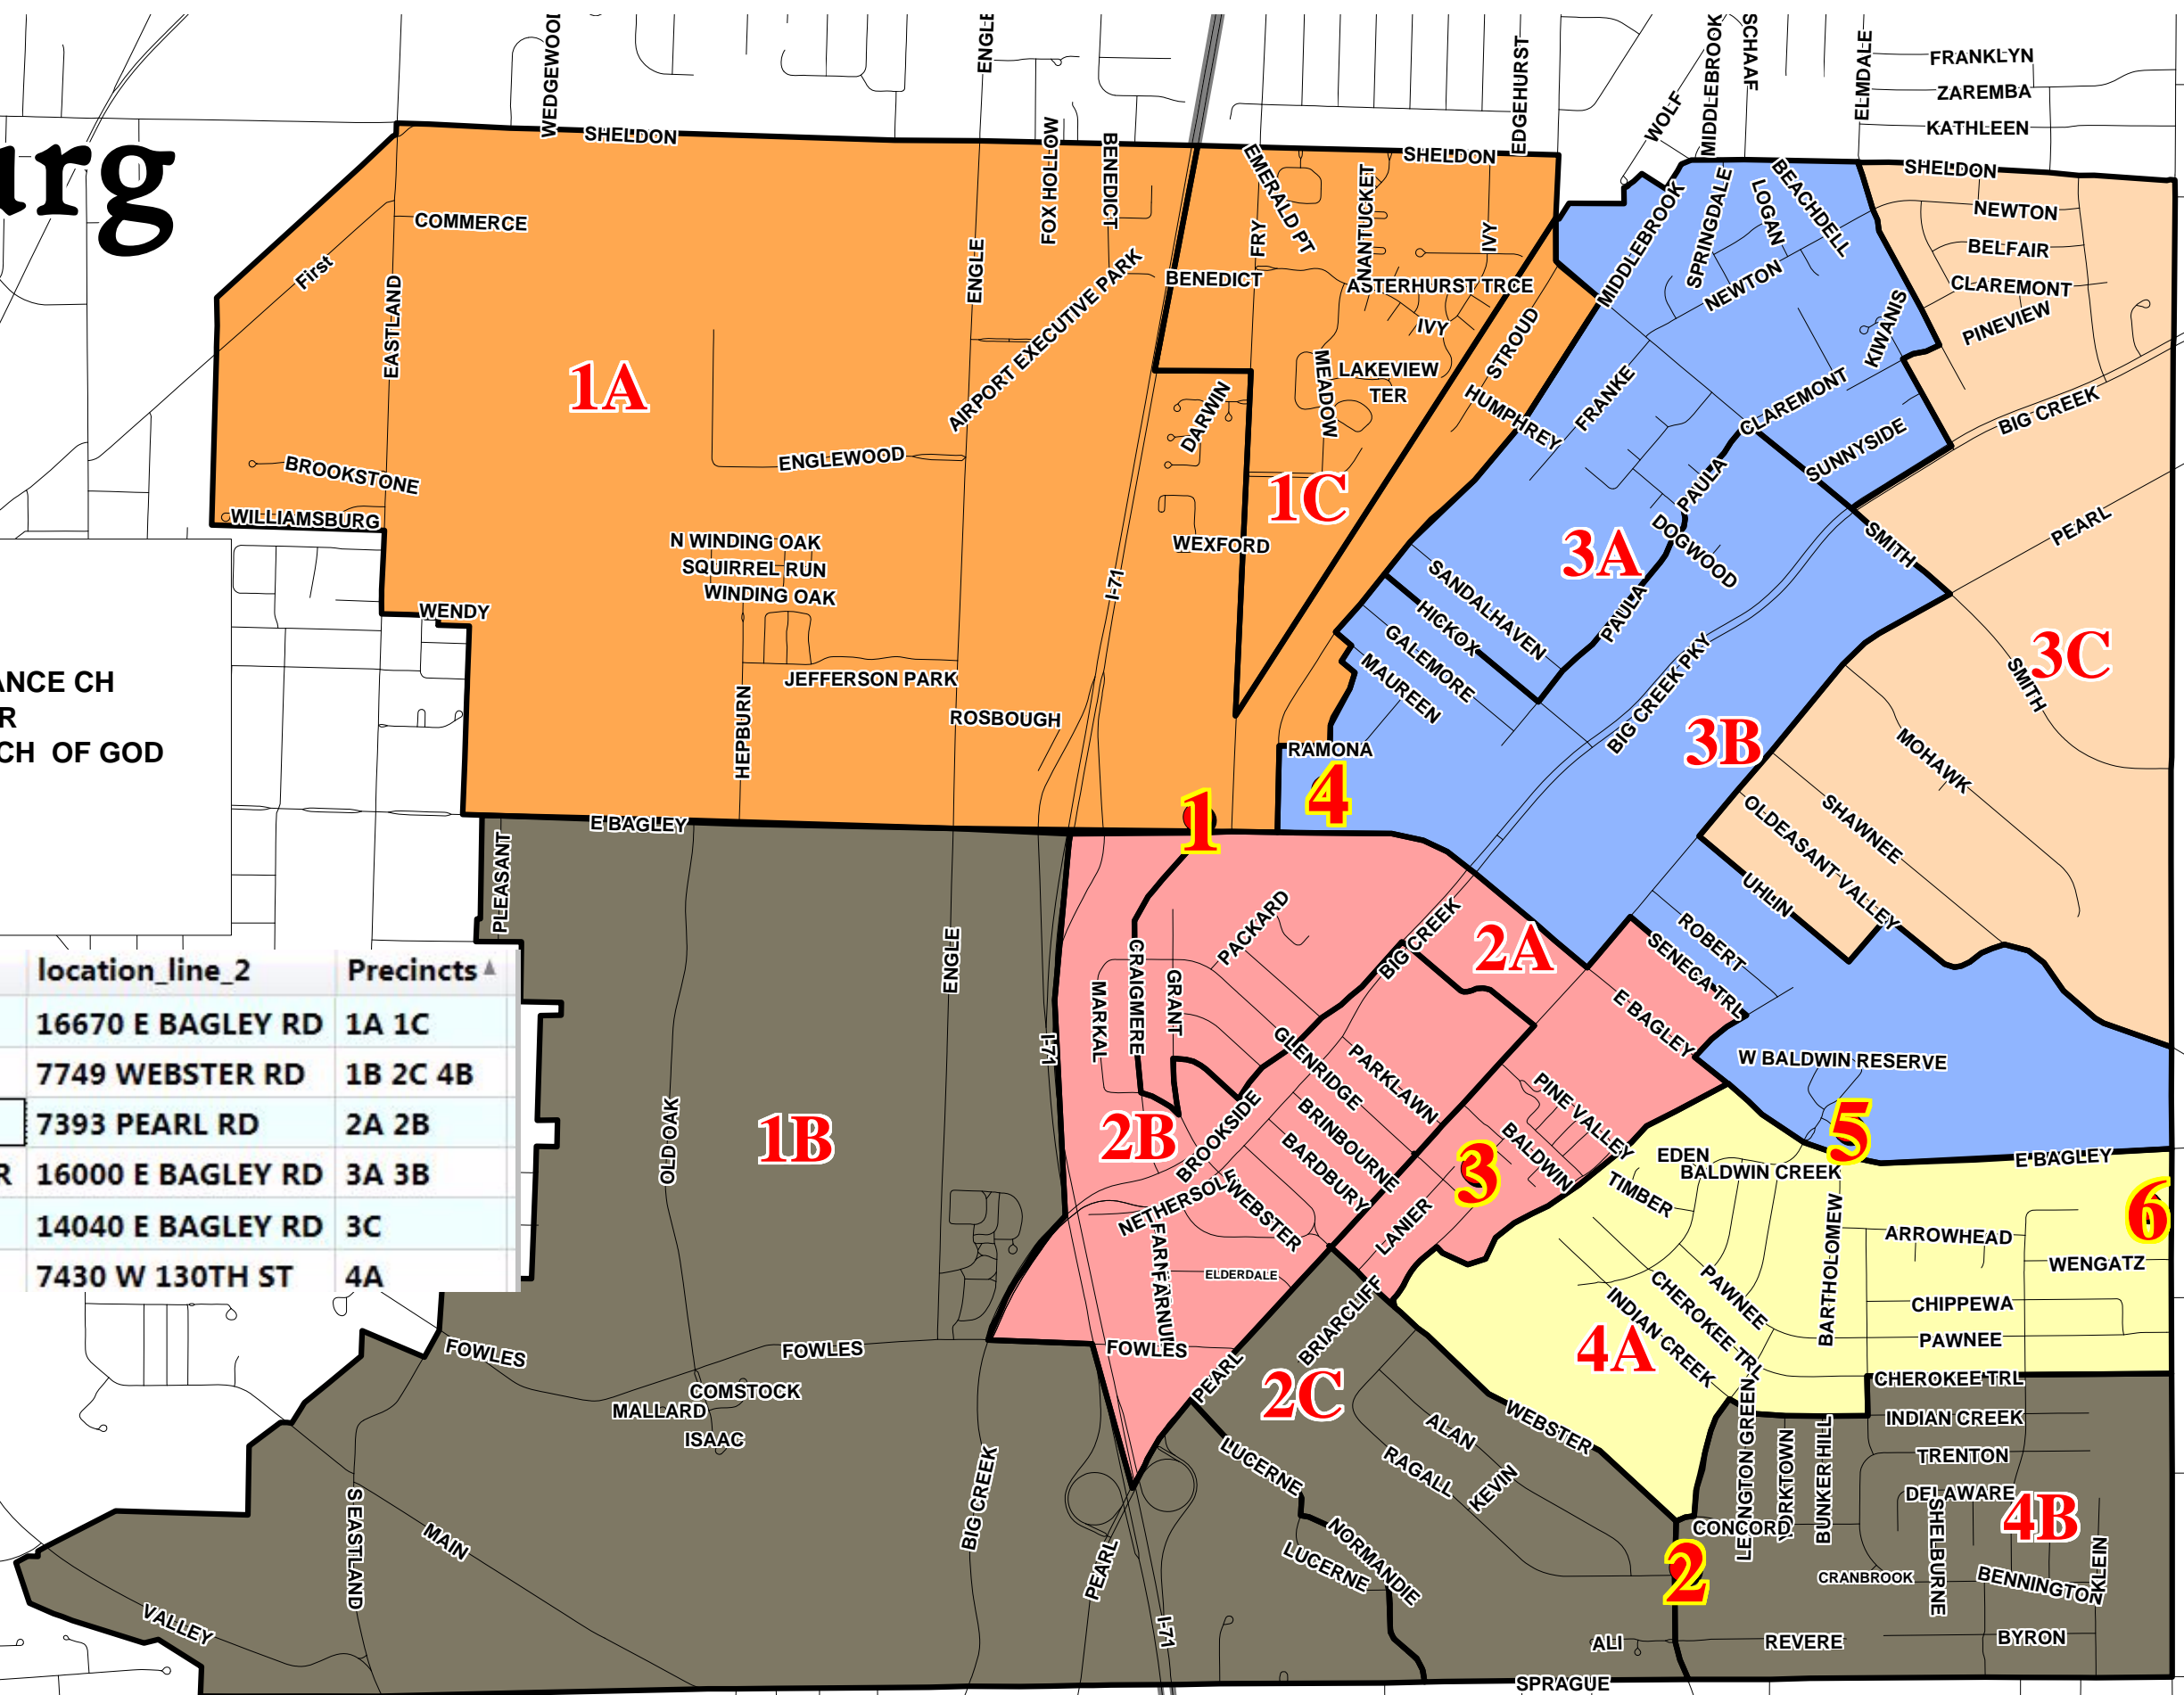 urg
WEDGEWOOD
ENGLE
EDGEHURST
WOLF
MIDDLEBROOK
SCHAAF
ELMDALE
FRANKLYN
ZAREMBA
KATHLEEN
SHELDON
FOX HOLLOW
BENEDICT
EMERALD PT
NANTUCKET
SHELDON
SHELDON
COMMERCE
First
EASTLAND
ENGLE
AIRPORT EXECUTIVE PARK
BENEDICT
FRY
IVY
ASTERHURST TRCE
IVY
MIDDLEBROOK
SPRINGDALE
LOGAN
BEACHDELL
NEWTON
NEWTON
BELFAIR
CLAREMONT
PINEVIEW
KIWANIS
1A
LAKEVIEW
TER
MEADOW
STROUD
HUMPHREY
FRANKE
CLAREMONT
SUNNYSIDE
BIG CREEK
DARWIN
BROOKSTONE
ENGLEWOOD
WILLIAMSBURG
1C
WEXFORD
PAULA
DOGWOOD
PEARL
SMITH
N WINDING OAK
SQUIRREL RUN
WINDING OAK
I-71
3A
SANDALHAVEN
HICKOX
PAULA
WENDY
GALEMORE
MAUREEN
3C
SMITH
JEFFERSON PARK
HEPBURN
ROSBOUGH
BIG CREEK PKY
3B
MOHAWK
RAMONA
ANCE CH
R
CH OF GOD
4
1
E BAGLEY
SHAWNEE
OLDEASANT VALLEY
UHLIN
PLEASANT
ENGLE
PACKARD
BIG CREEK
2A
ROBERT
SENECA TRL
location_line_2 Precincts
16670 E BAGLEY RD 1A 1C
7749 WEBSTER RD 1B 2C 4B
7393 PEARL RD 2A 2B
R 16000 E BAGLEY RD 3A 3B
14040 E BAGLEY RD 3C
7430 W 130TH ST 4A
MARKAL
CRAIGMERE
GRANT
I-71
GLENRIDGE
PARKLAWN
E BAGLEY
W BALDWIN RESERVE
OLD OAK
1B
2B
BROOKSIDE
BRINBOURNE
BARDBURY
PINE VALLEY
BALDWIN
3
5
EDEN
BALDWIN CREEK
E BAGLEY
TIMBER
6
WEBSTER
LANIER
BARTHOLOMEW
ARROWHEAD
WENGATZ
ELDERDALE
BRIARCLIFF
CHEROKEE TRL
PAWNEE
INDIAN CREEK
CHIPPEWA
PAWNEE
4A
FOWLES
FOWLES
FOWLES
PEARL
2C
CHEROKEE TRL
COMSTOCK
MALLARD
ISAAC
ALAN
RAGALL
KEVIN
WEBSTER
LEXINGTON GREEN
YORKTOWN
BUNKER HILL
INDIAN CREEK
TRENTON
DELAWARE
SHELBURNE
4B
S EASTLAND
MAIN
BIG CREEK
LUCERNE
NORMANDIE
LUCERNE
CONCORD
2
CRANBROOK
BENNINGTON
KLEIN
PEARL
I-71
VALLEY
ALI
REVERE
BYRON
SPRAGUE